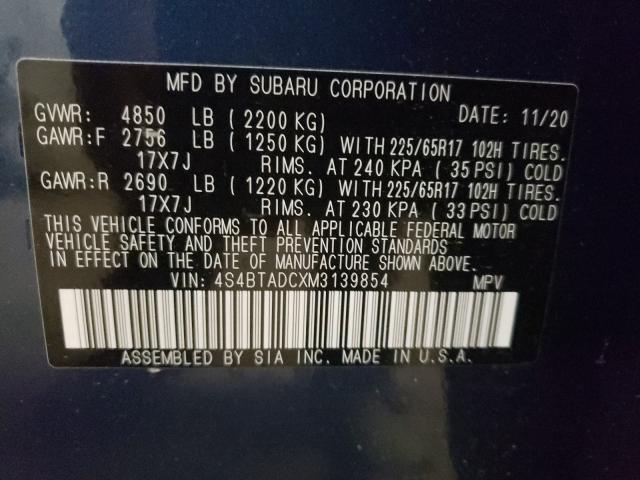 MFD BY SUBARU CORPORATION
GVWR: 4850 LB (2200 KG) DATE: 11/20
GAWR:F 2756 LB (1250 KG) WITH 225/65R17 102H TIRES.
17X7J RIMS. AT 240 KPA (35 PSI) COLD
GAWR:R 2690 LB (1220 KG) WITH 225/65R17 102H TIRES.
17X7J RIMS. AT 230 KPA (33 PSI) COLD
THIS VEHICLE CONFORMS TO ALL APPLICABLE FEDERAL MOTOR
VEHICLE SAFETY AND THEFT PREVENTION STANDARDS
IN EFFECT ON THE DATE OF MANUFACTURE SHOWN ABOVE.
VIN: 4S4BTADCXM3139854 MPV
ASSEMBLED BY SIA INC. MADE IN U.S.A.